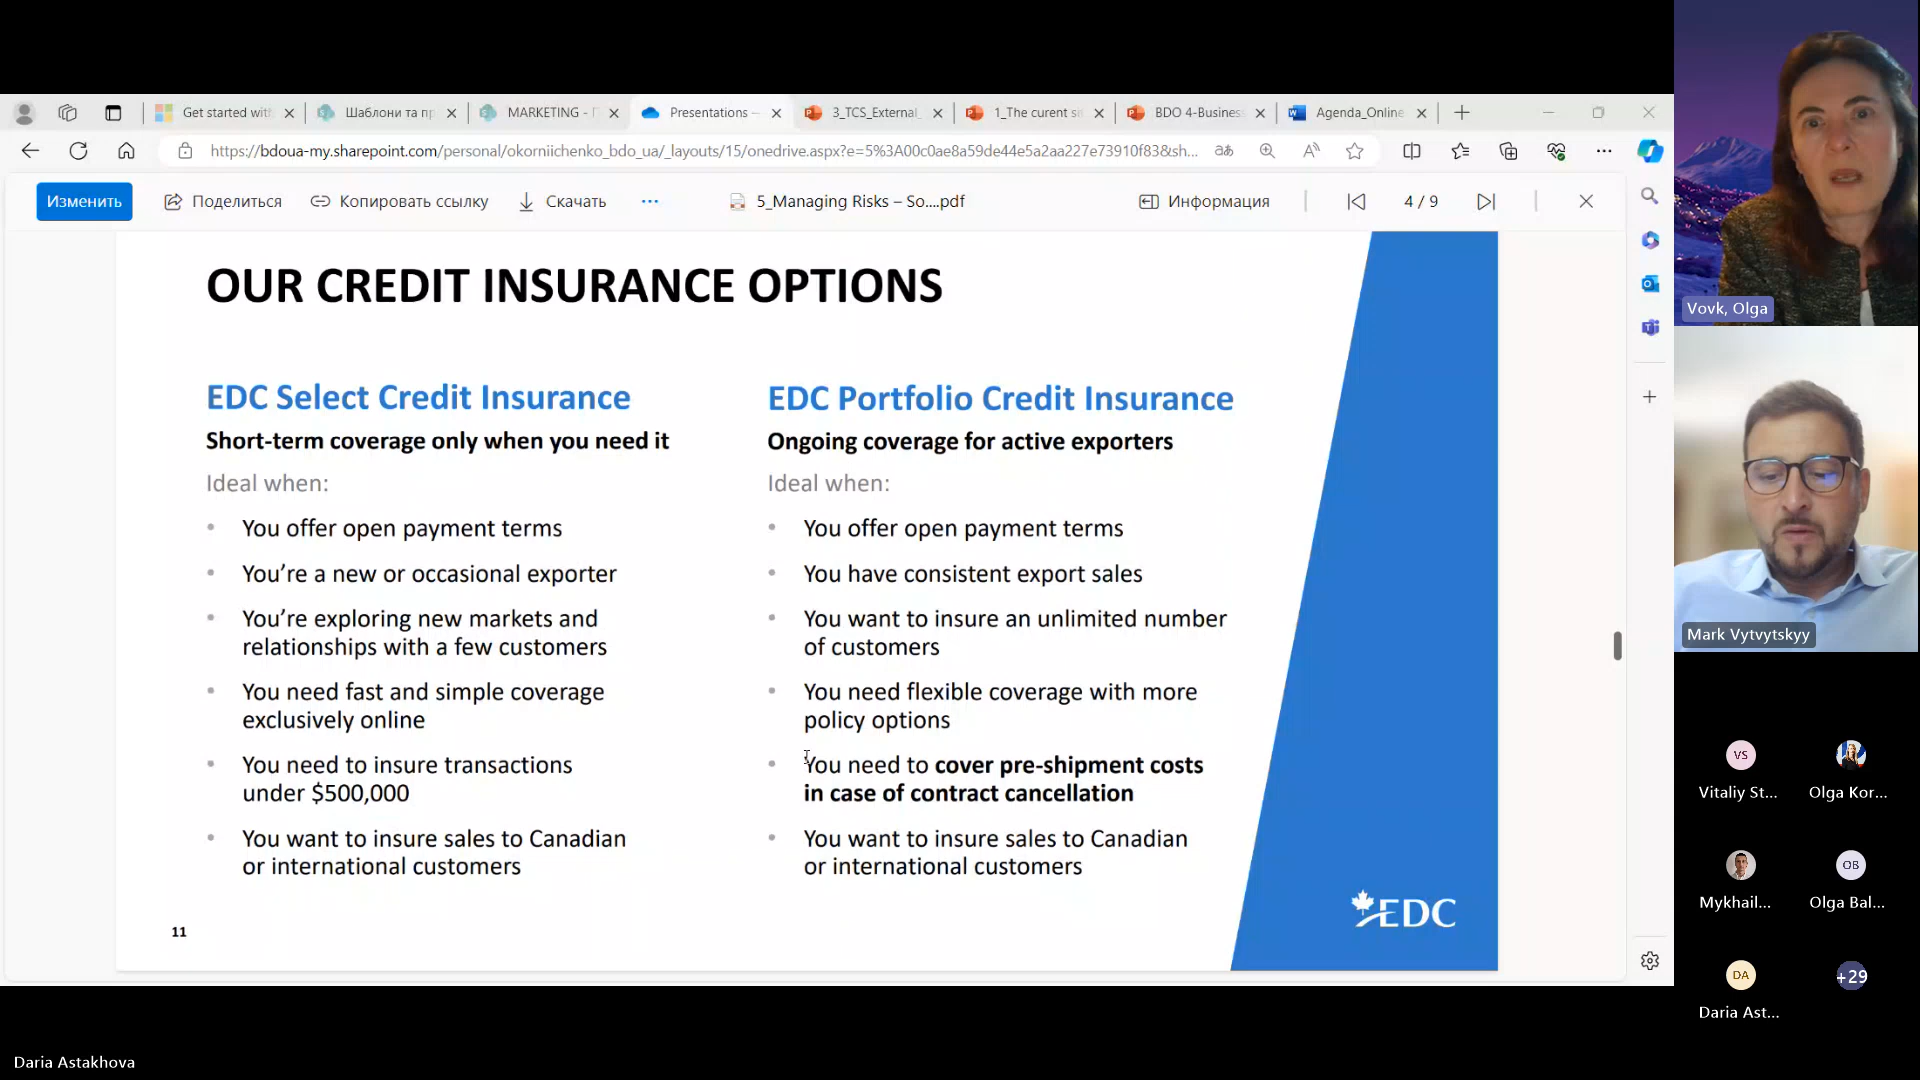 Get started with
Шаблони та пр
MARKETING - Г
Presentations –
3_TCS_External_
1_The curent si
BDO 4-Business
Agenda_Online
https://bdoua-my.sharepoint.com/personal/okorniichenko_bdo_ua/_layouts/15/onedrive.aspx?e=5%3A00c0ae8a59de44e5a2aa227e73910f83&sh...
Изменить
Поделиться
Копировать ссылку
Скачать
...
5_Managing Risks – So....pdf
Информация
4 / 9
OUR CREDIT INSURANCE OPTIONS
EDC Select Credit Insurance
Short-term coverage only when you need it
Ideal when:
• You offer open payment terms
• You’re a new or occasional exporter
• You’re exploring new markets and
relationships with a few customers
• You need fast and simple coverage
exclusively online
• You need to insure transactions
under $500,000
• You want to insure sales to Canadian
or international customers
EDC Portfolio Credit Insurance
Ongoing coverage for active exporters
Ideal when:
• You offer open payment terms
• You have consistent export sales
• You want to insure an unlimited number
of customers
• You need flexible coverage with more
policy options
• You need to cover pre-shipment costs
in case of contract cancellation
• You want to insure sales to Canadian
or international customers
11
EDC
Vovk, Olga
Mark Vytvytskyy
VS
Vitaliy St...
Olga Kor...
Mykhail...
OB
Olga Bal...
DA
Daria Ast...
+29
Daria Astakhova